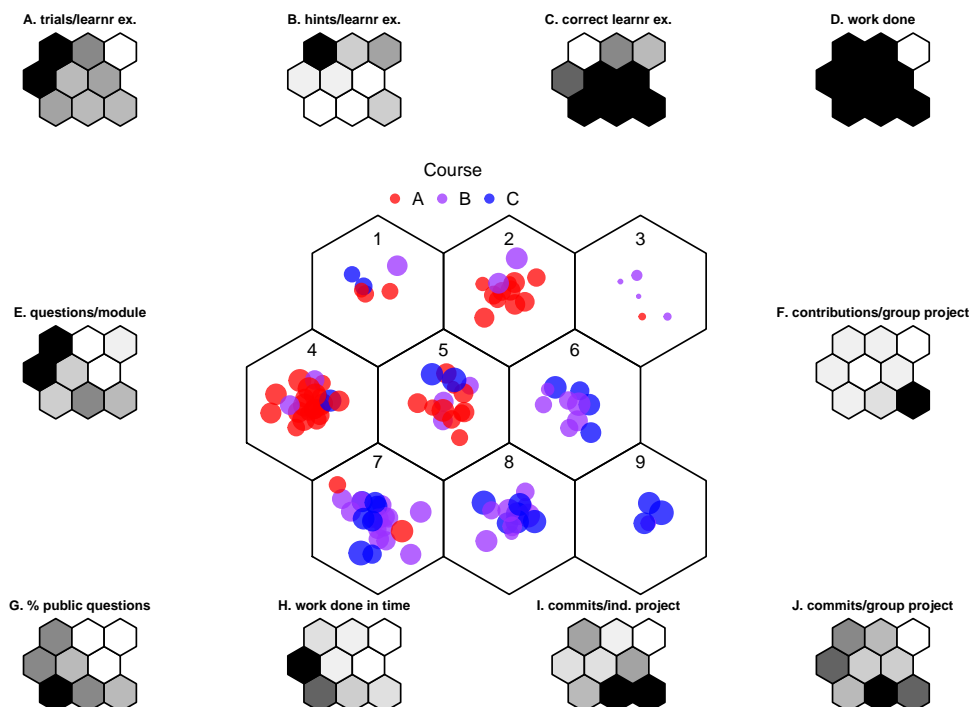 A. trials/learnr ex.
B. hints/learnr ex.
C. correct learnr ex.
D. work done
Course
A B C
1 2 3
E. questions/module
F. contributions/group project
4 5 6
7 8 9
G. % public questions
H. work done in time
I. commits/ind. project
J. commits/group project